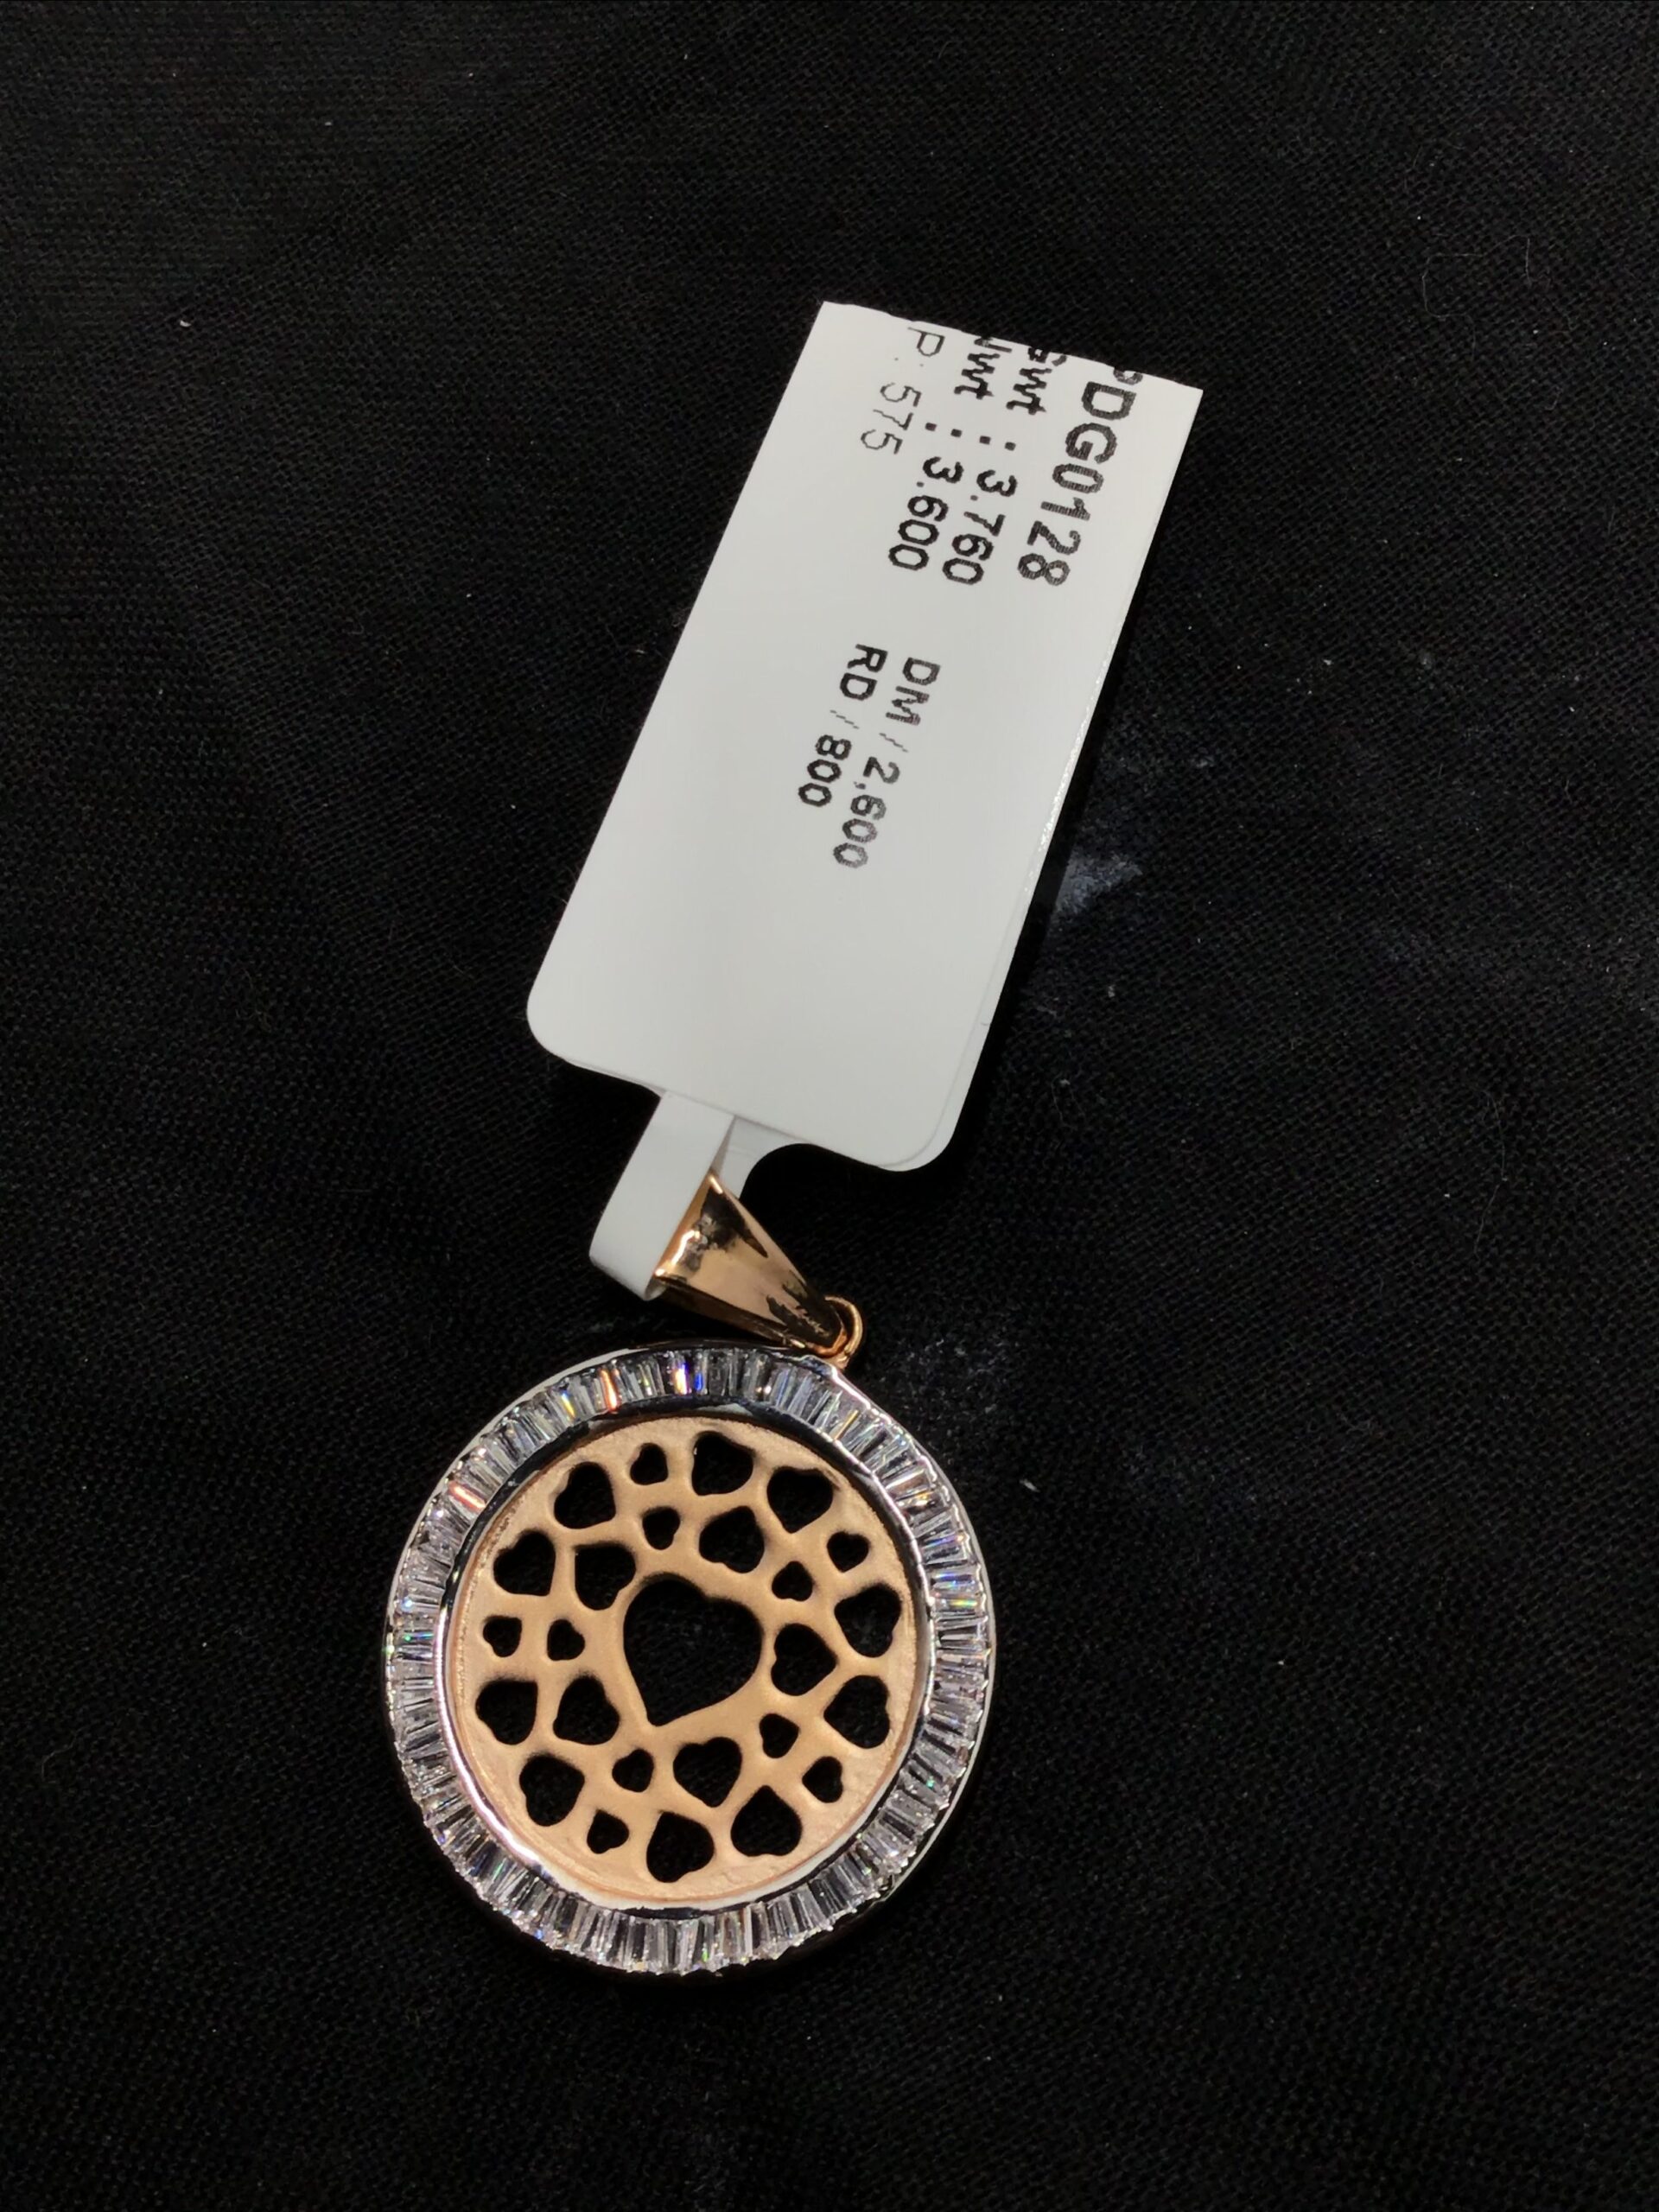 PDG0128
Gwt : 3.760
Nwt : 3.600
P : 575
DM // 2,600
RD // 800